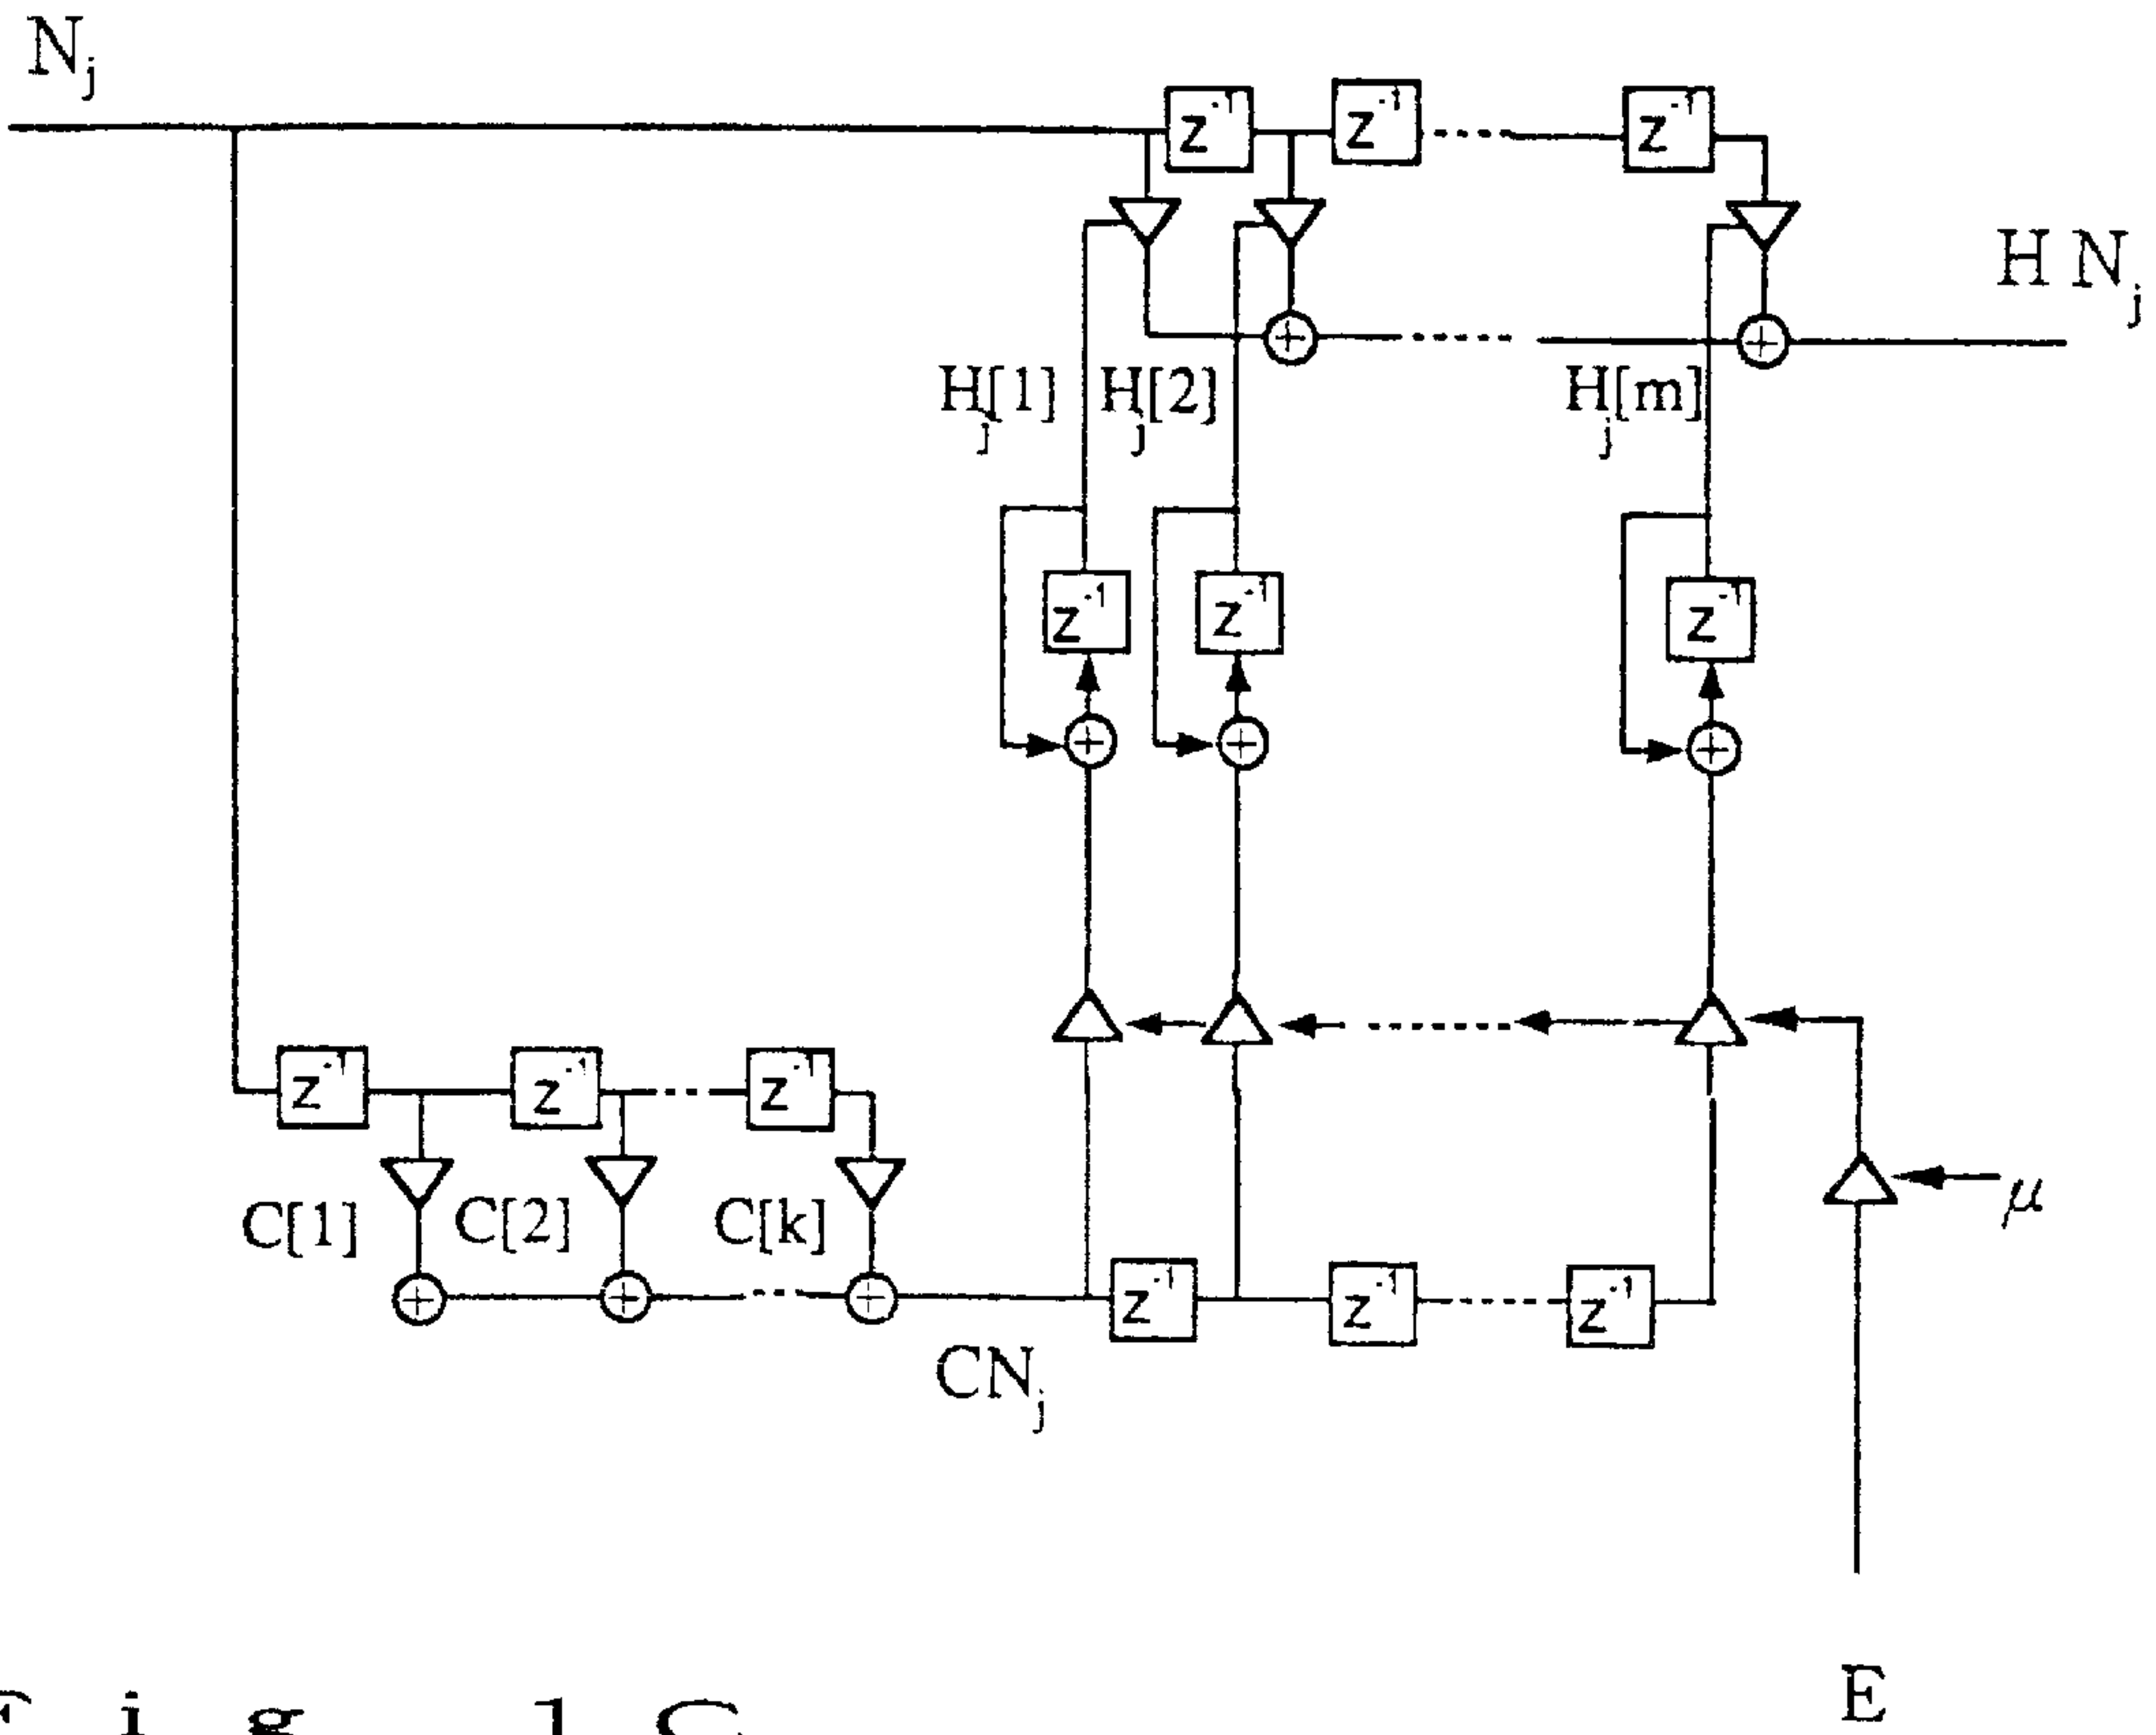 N_j
z^-1 z^-1 z^-1
H N_j
H_j[1] H_j[2] H_j[m]
z^-1 z^-1 z^-1
z^-1 z^-1 z^-1
μ
C[1] C[2] C[k]
z^-1 z^-1 z^-1
CN_j
E